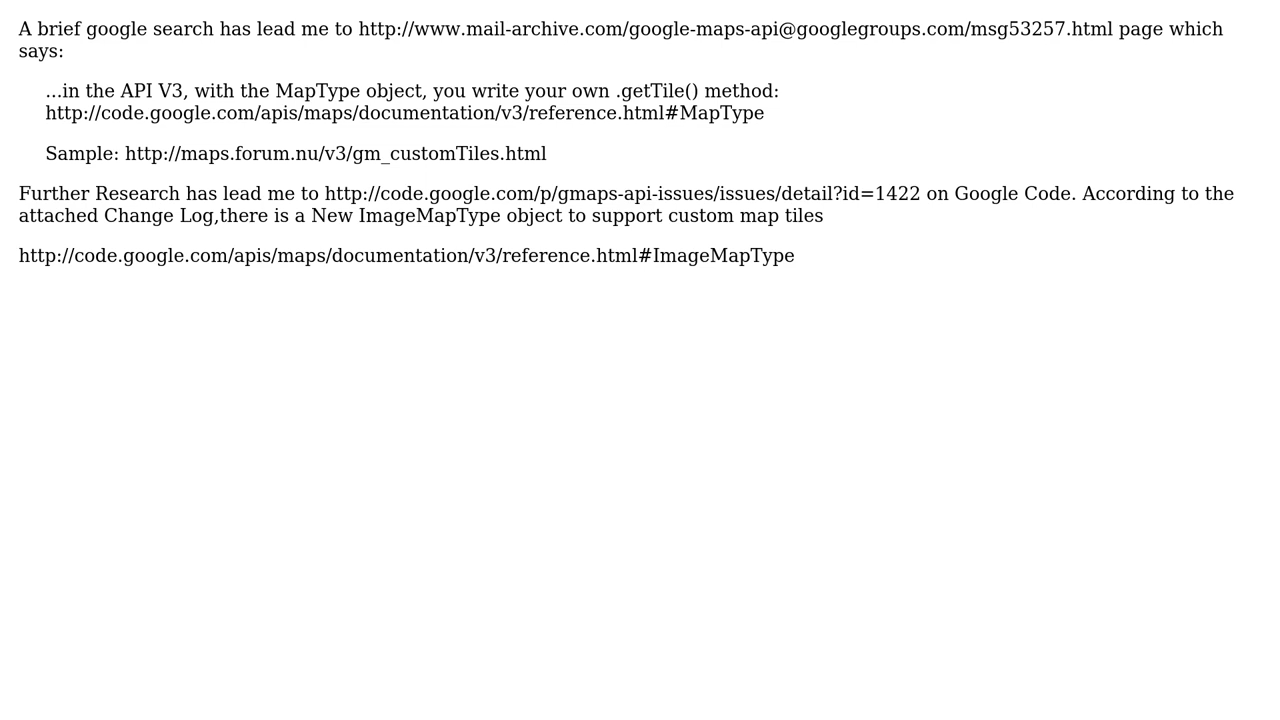 A brief google search has lead me to http://www.mail-archive.com/google-maps-api@googlegroups.com/msg53257.html page which
says:
...in the API V3, with the MapType object, you write your own .getTile() method:
http://code.google.com/apis/maps/documentation/v3/reference.html#MapType
Sample: http://maps.forum.nu/v3/gm_customTiles.html
Further Research has lead me to http://code.google.com/p/gmaps-api-issues/issues/detail?id=1422 on Google Code. According to the
attached Change Log,there is a New ImageMapType object to support custom map tiles
http://code.google.com/apis/maps/documentation/v3/reference.html#ImageMapType